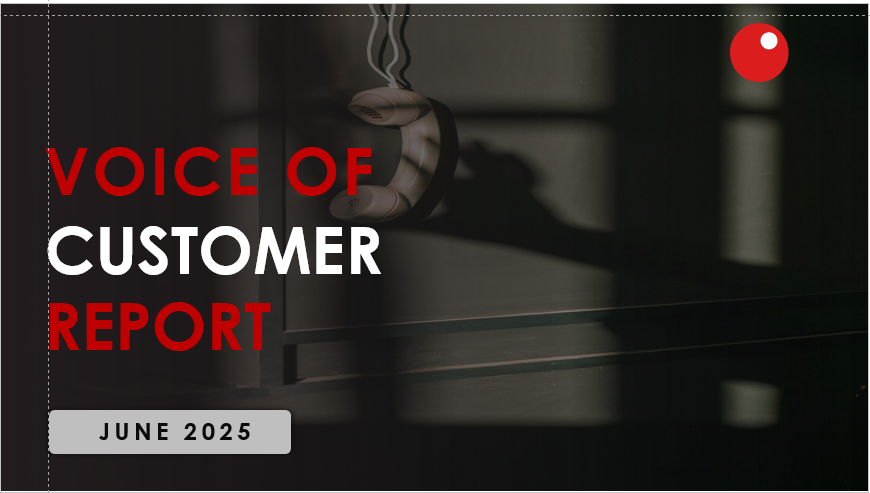 VOICE OF
CUSTOMER
REPORT
JUNE 2025